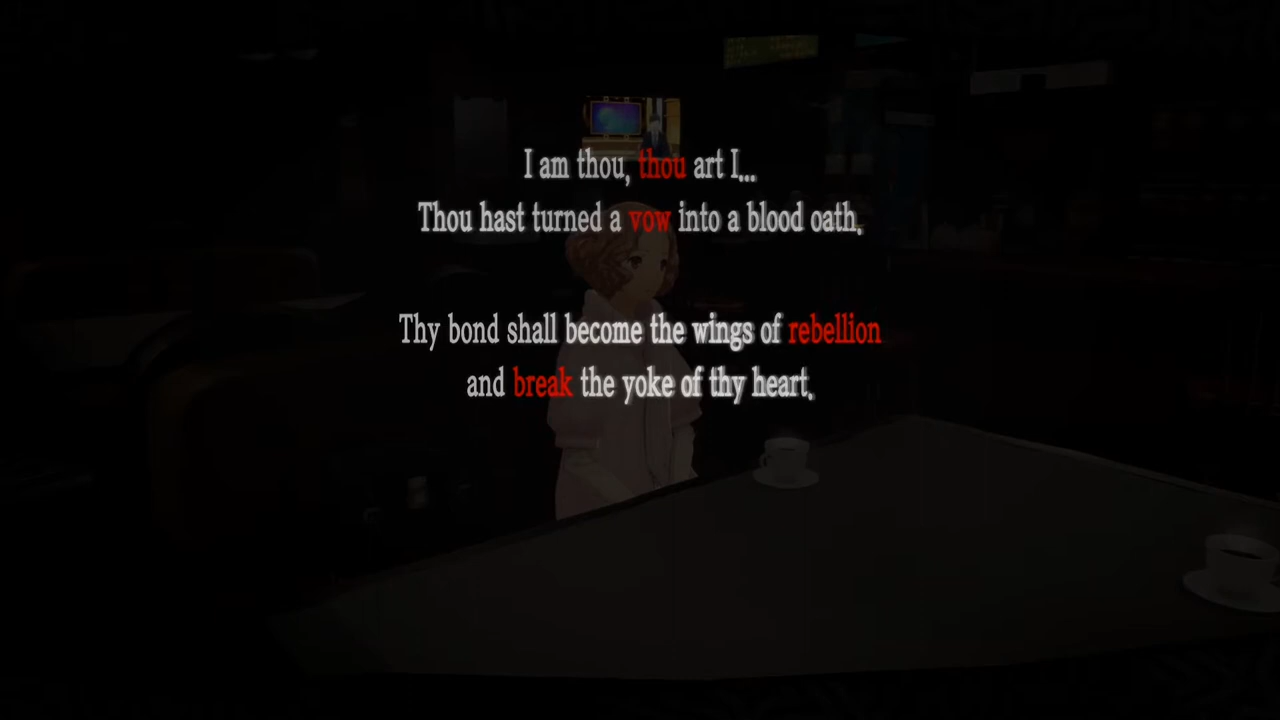 I am thou, thou art I...
Thou hast turned a vow into a blood oath.
Thy bond shall become the wings of rebellion
and break the yoke of thy heart.